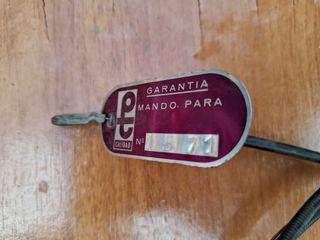 GARANTIA
MANDO. PARA
CALIDAD
Nº